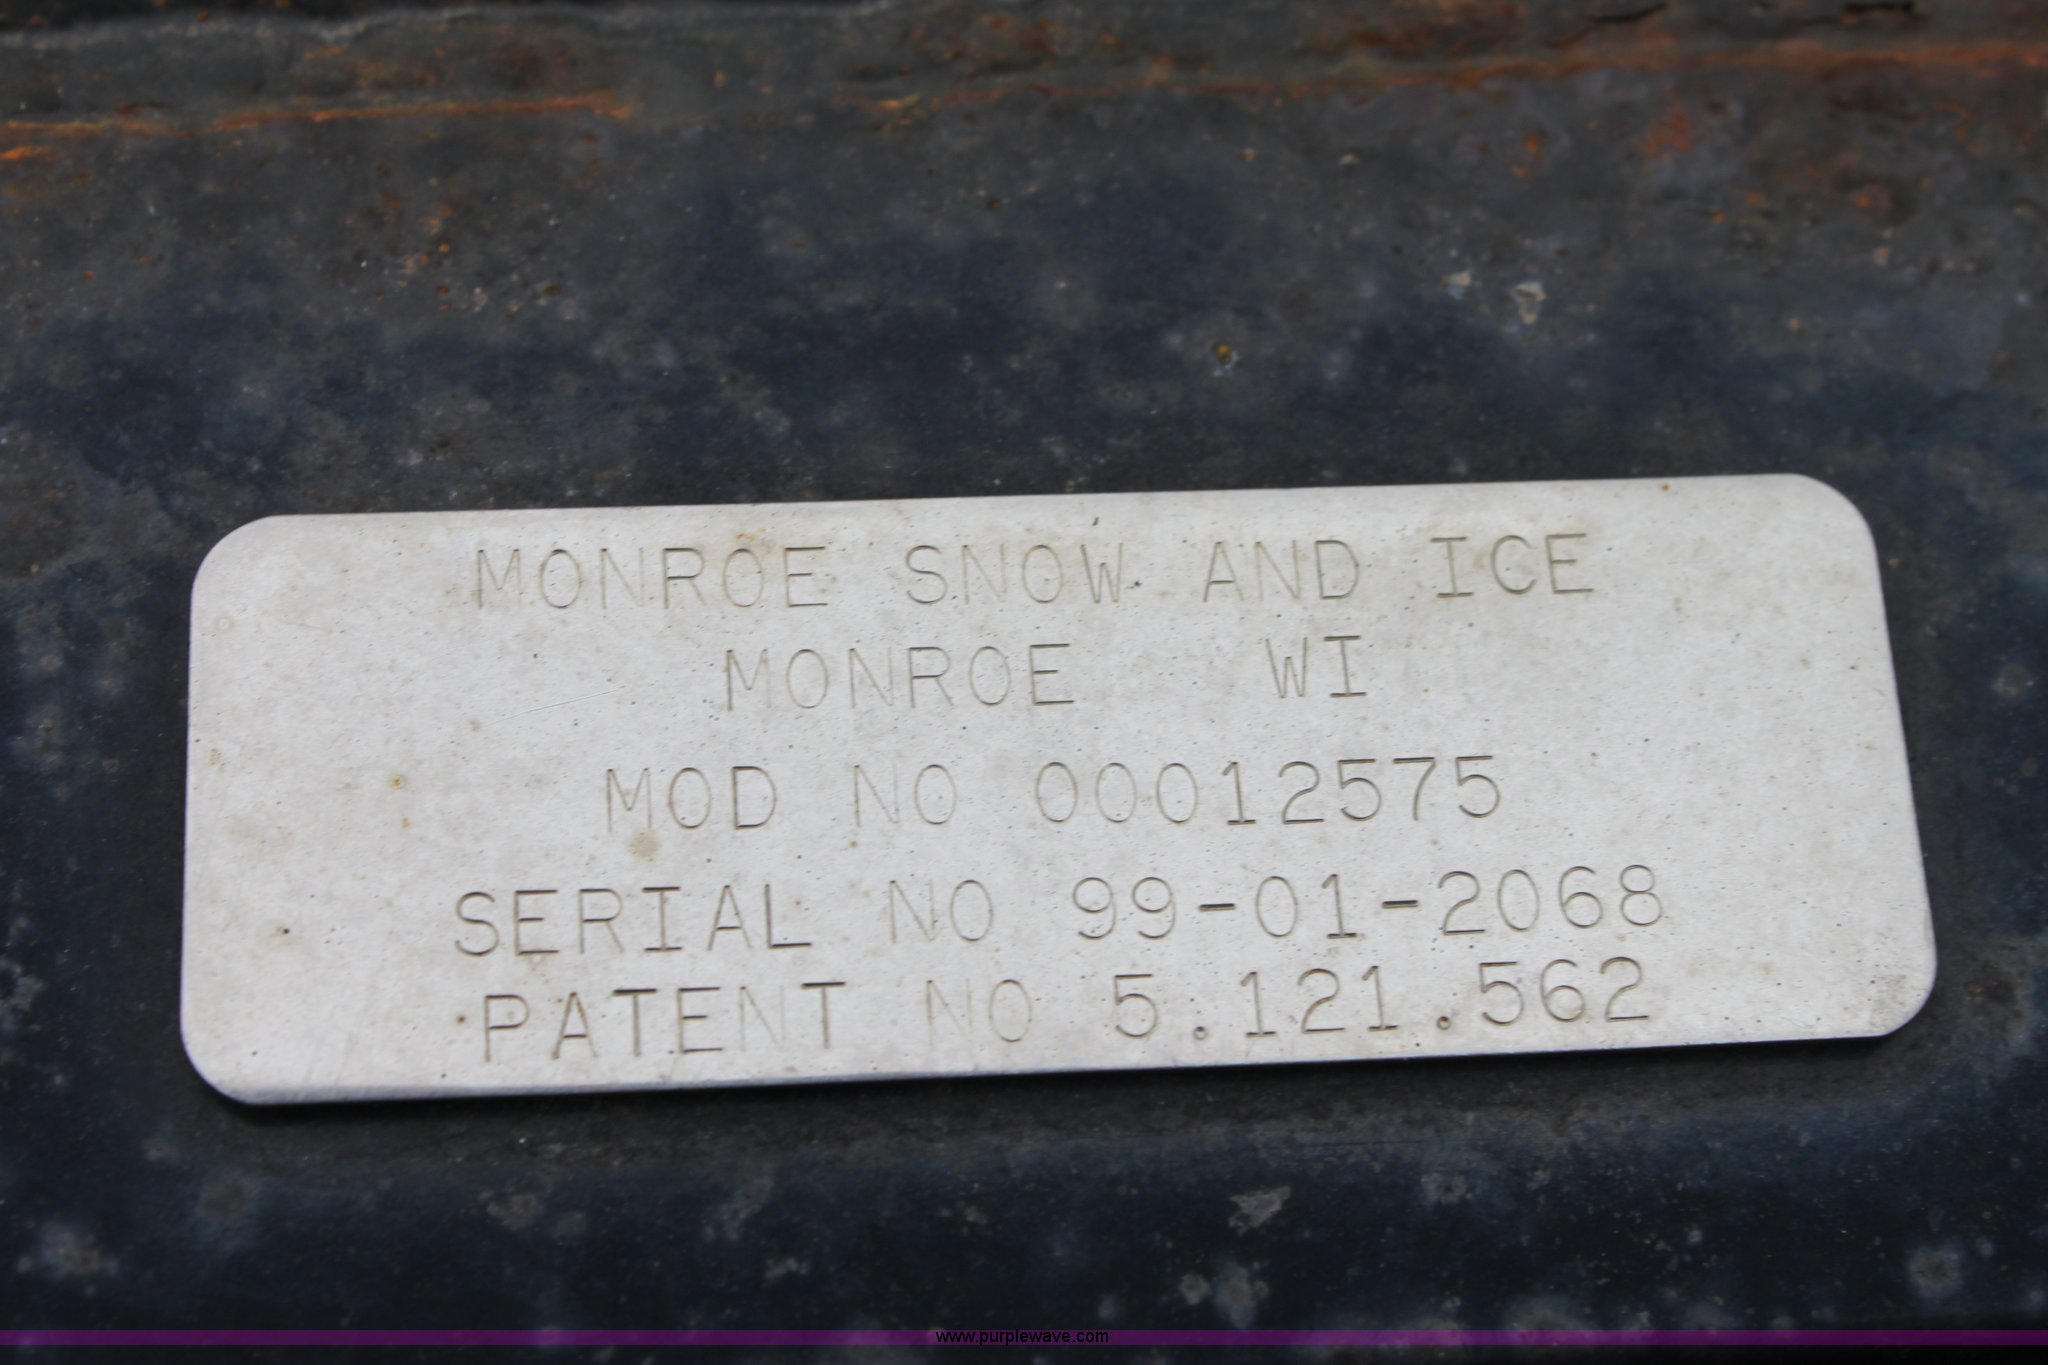 MONROE SNOW AND ICE
MONROE WI
MOD NO 00012575
SERIAL NO 99-01-2068
PATENT NO 5.121.562
www.purplewave.com